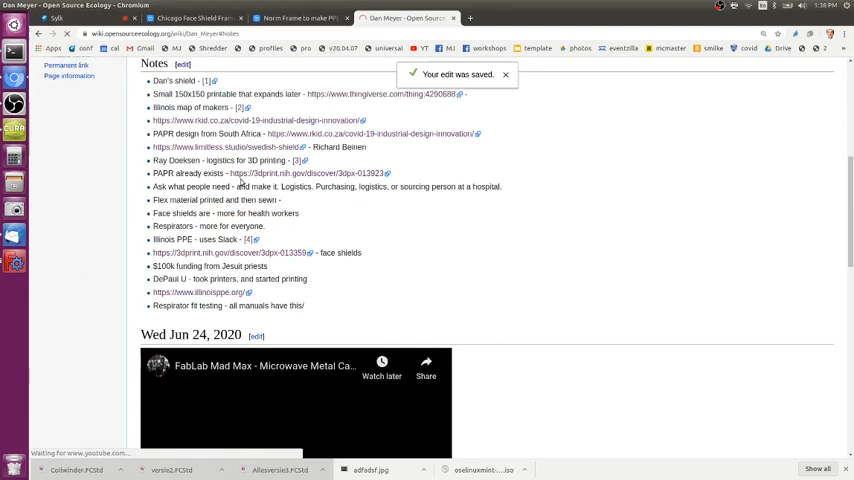 Dan Meyer - Open Source Ecology - Chromium
En
1:38 PM
Sylk
Chicago Face Shield Fram
Norm Frame to make PPE
Dan Meyer - Open Source
wiki.opensourceecology.org/wiki/Dan_Meyer#Notes
Apps
conf
cal
Gmail
MJ
Shredder
profiles
pro
v20.04.07
universal
YT
MJ
workshops
template
photos
eventzilla
mcmaster
smilke
covid
Drive
2
Permanent link
Page information
Your edit was saved.
Notes [edit]
Dan's shield - [1]
Small 150x150 printable that expands later - https://www.thingiverse.com/thing:4290688 -
Illinois map of makers - [2]
https://www.rkid.co.za/covid-19-industrial-design-innovation/
PAPR design from South Africa - https://www.rkid.co.za/covid-19-industrial-design-innovation/
https://www.limitless.studio/swedish-shield - Richard Beinen
Ray Doeksen - logistics for 3D printing - [3]
PAPR already exists - https://3dprint.nih.gov/discover/3dpx-013923
Ask what people need - and make it. Logistics. Purchasing, logistics, or sourcing person at a hospital.
Flex material printed and then sewn -
Face shields are - more for health workers
Respirators - more for everyone.
Illinois PPE - uses Slack - [4]
https://3dprint.nih.gov/discover/3dpx-013359 - face shields
$100k funding from Jesuit priests
DePaul U - took printers, and started printing
https://www.illinoisppe.org/
Respirator fit testing - all manuals have this/
Wed Jun 24, 2020 [edit]
FabLab Mad Max - Microwave Metal Ca...
Watch later
Share
Waiting for www.youtube.com...
Coilwinder.FCStd
versie2.FCStd
Allesversie3.FCStd
adfadsf.jpg
oselinuxmint-....iso
Show all
CURA